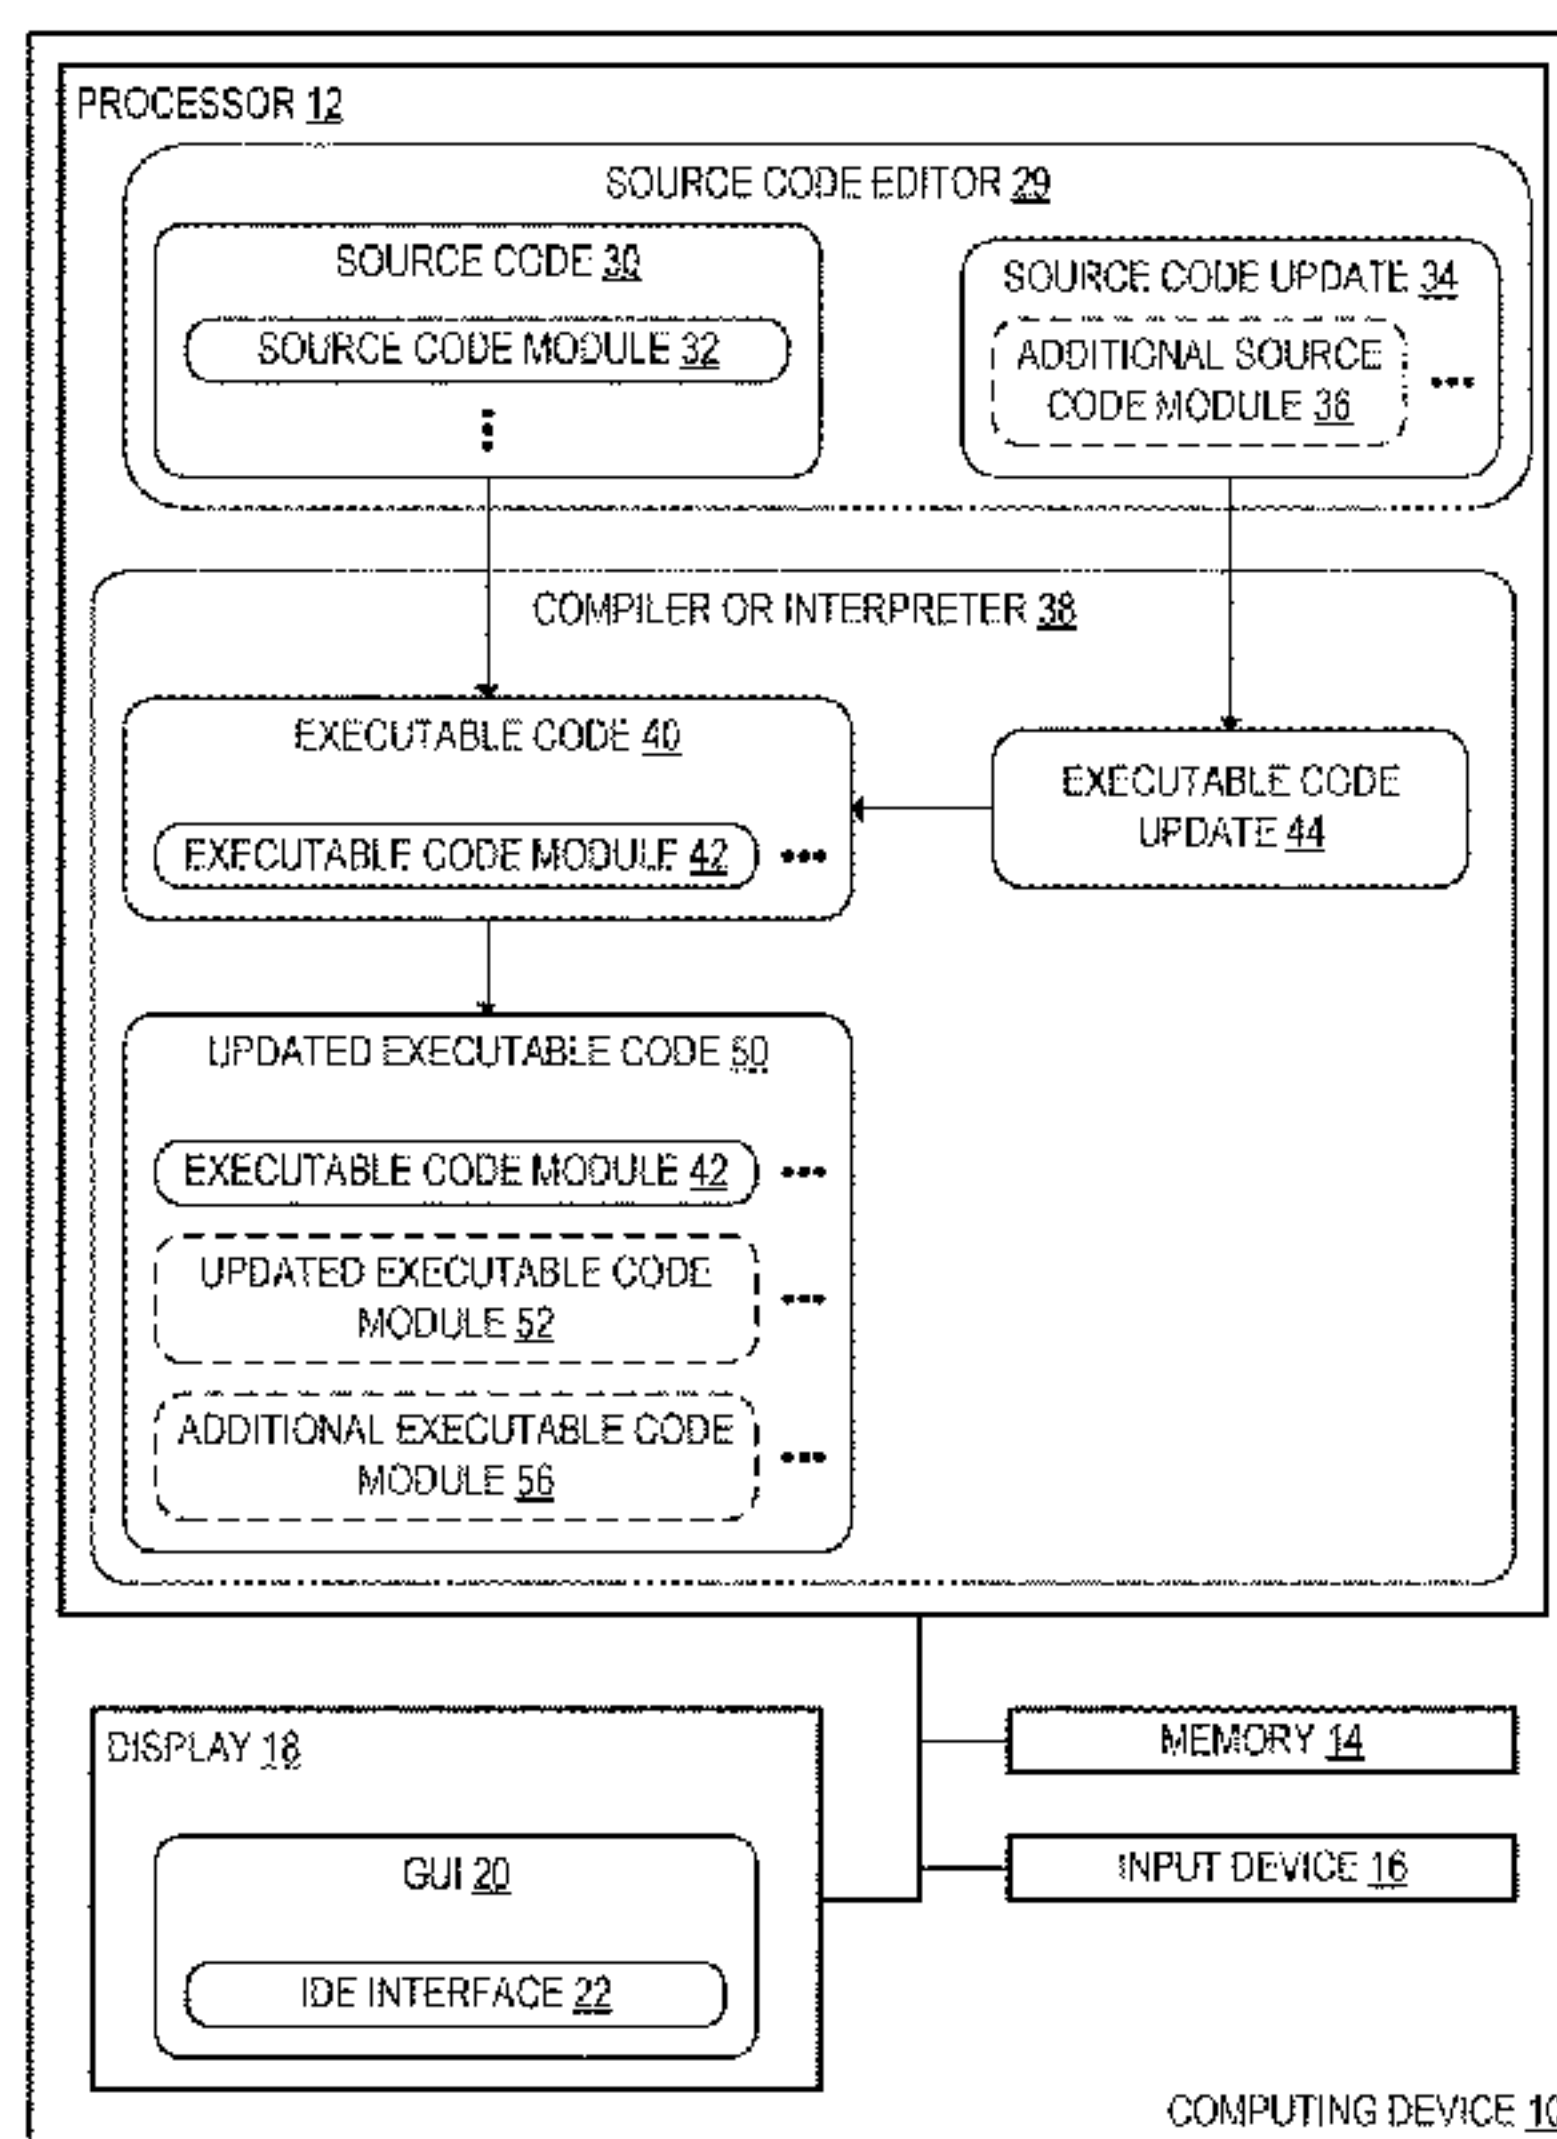 PROCESSOR 12
SOURCE CODE EDITOR 29
SOURCE CODE 30
SOURCE CODE MODULE 32
SOURCE CODE UPDATE 34
ADDITIONAL SOURCE
CODE MODULE 36
COMPILER OR INTERPRETER 38
EXECUTABLE CODE 40
EXECUTABLE CODE MODULE 42
EXECUTABLE CODE
UPDATE 44
UPDATED EXECUTABLE CODE 50
EXECUTABLE CODE MODULE 42
UPDATED EXECUTABLE CODE
MODULE 52
ADDITIONAL EXECUTABLE CODE
MODULE 56
DISPLAY 18
GUI 20
IDE INTERFACE 22
MEMORY 14
INPUT DEVICE 16
COMPUTING DEVICE 10